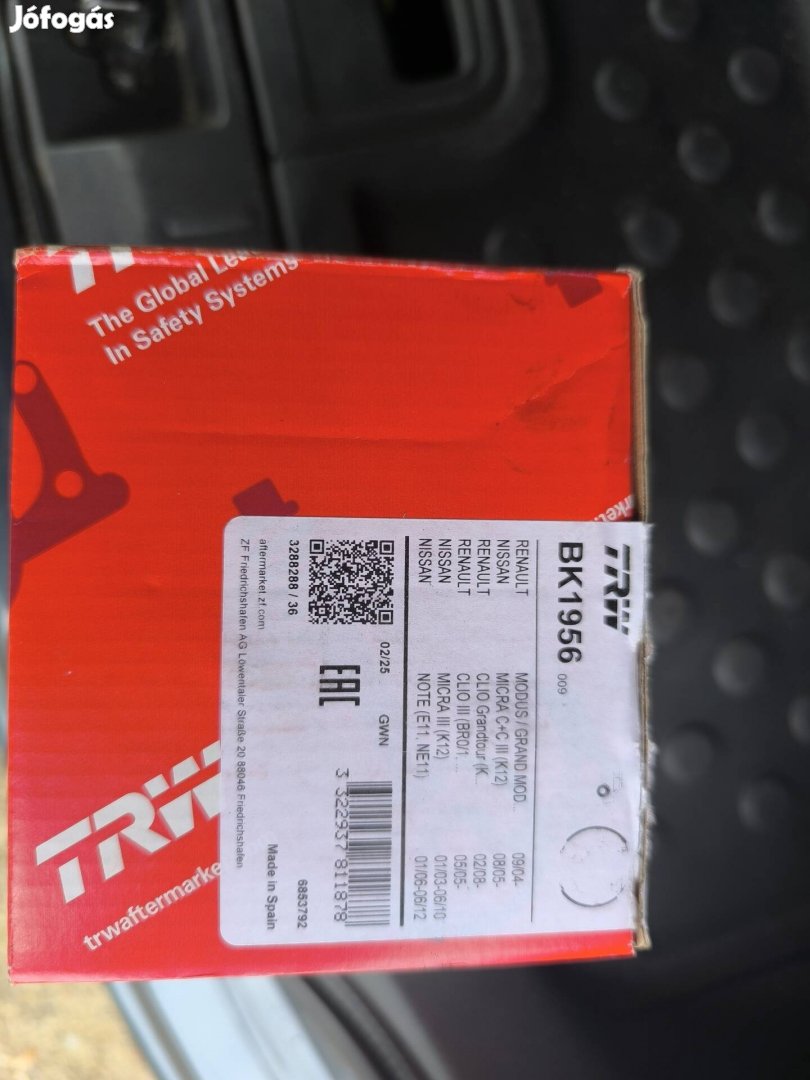 Jófogás
The Global
In Safety Systems
TRW
BK1956 009
RENAULT MODUS / GRAND MOD... 09/04-
NISSAN MICRA C+C III (K12) 08/05-
RENAULT CLIO Grandtour (K... 02/08-
RENAULT CLIO III (BR0/1, ... 05/05-
NISSAN MICRA III (K12) 01/03-06/10
NISSAN NOTE (E11, NE11) 01/06-06/12
02/25 GWN
3 322937 811878
EAC
3288288 / 36
6853792
Made in Spain
aftermarket.zf.com
ZF Friedrichshafen AG Löwentaler Straße 20 88046 Friedrichshafen
TRW